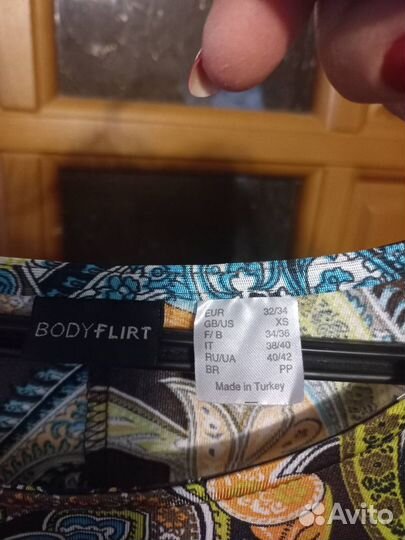 BODYFLIRT
EUR 32/34
GB/US XS
F/ B 34/36
IT 38/40
RU/UA 40/42
BR PP
Made in Turkey
Avito